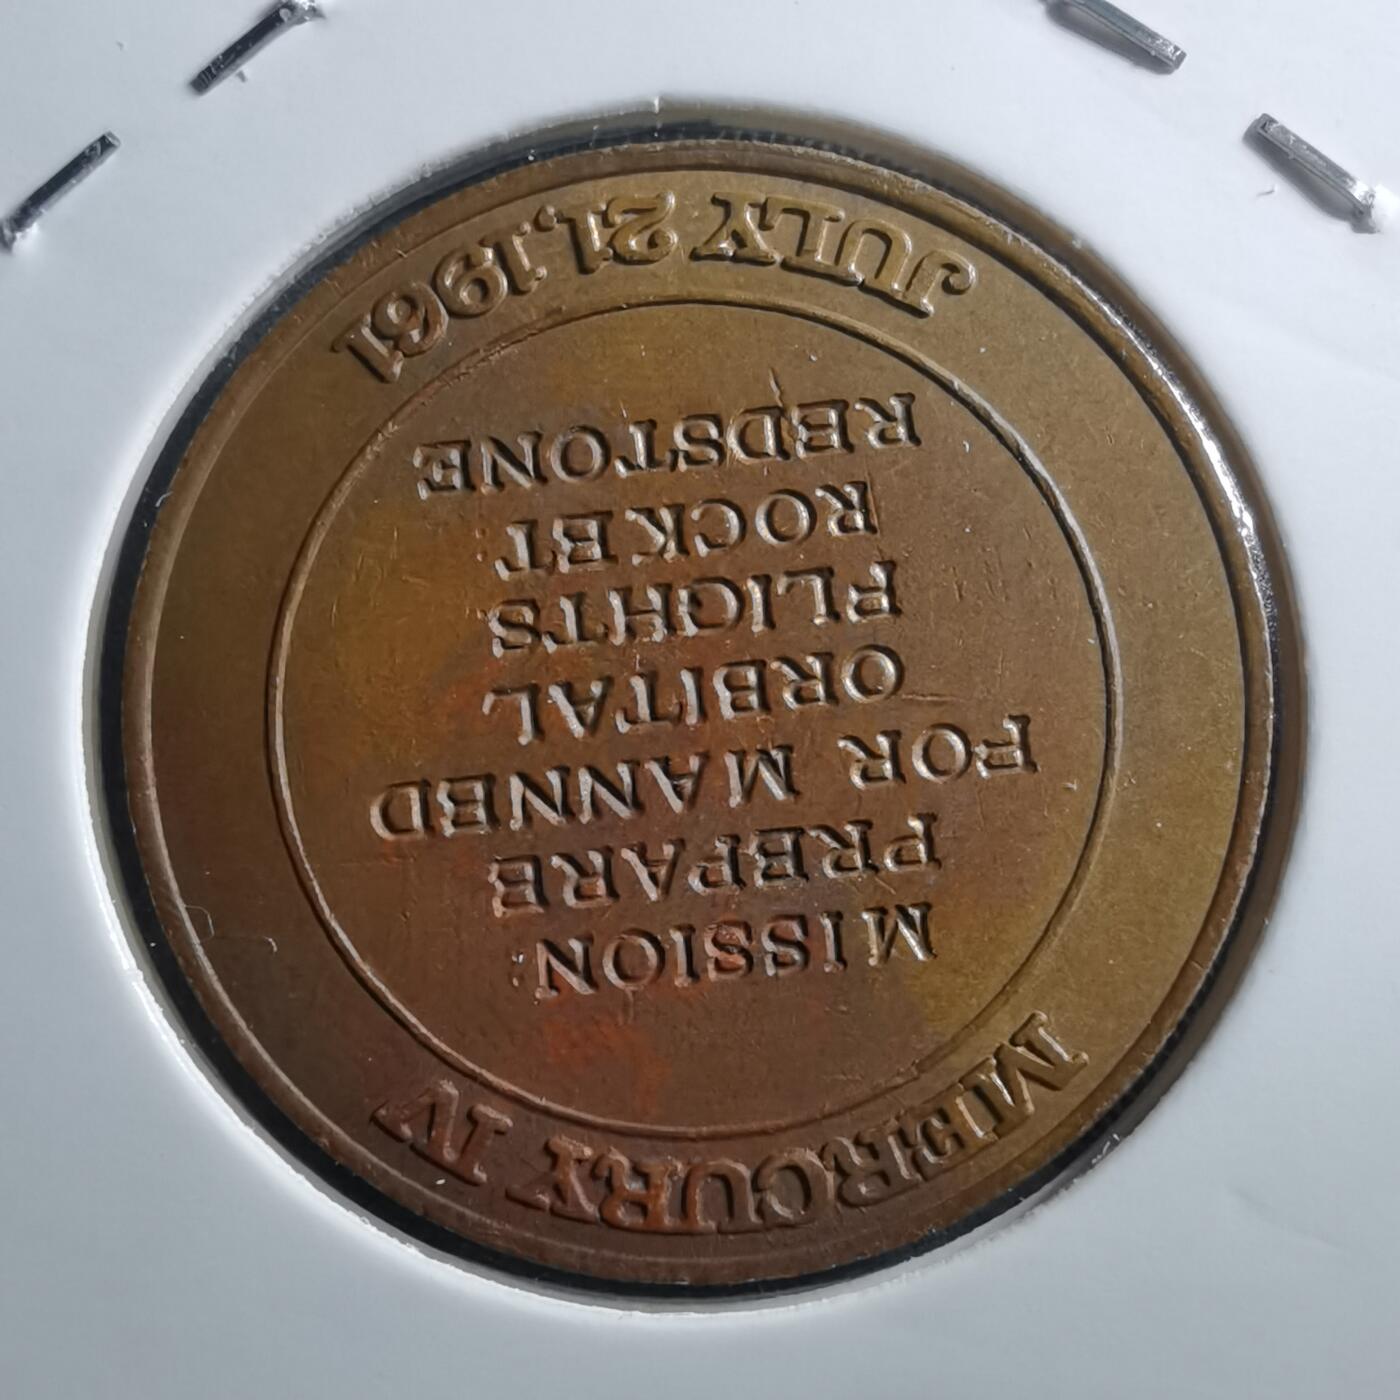 MERCURY IV
MISSION:
PREPARE
FOR MANNED
ORBITAL
FLIGHTS
ROCKET:
REDSTONE
JULY 21, 1961